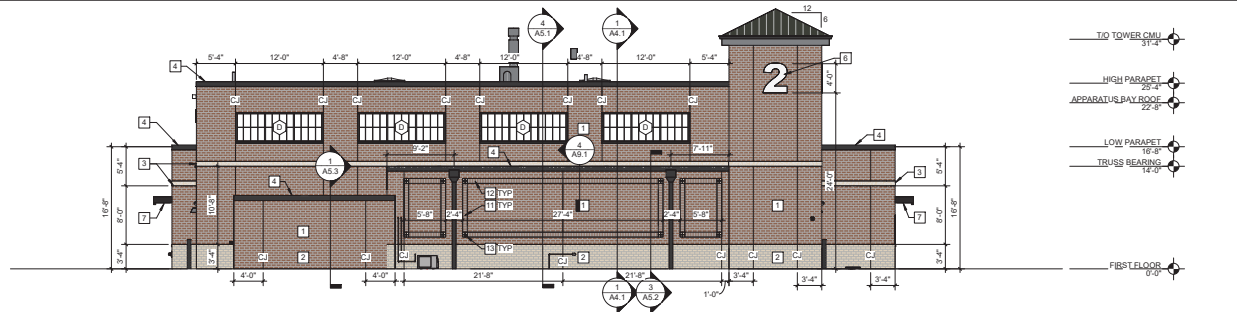 12
6
4
A5.1
1
A4.1
T/O TOWER CMU
31'-4"
5'-4" 12'-0" 4'-8" 12'-0" 4'-8" 12'-0" 4'-8" 12'-0" 5'-4"
4
4
2
6
4'-0"
HIGH PARAPET
25'-4"
APPARATUS BAY ROOF
22'-8"
CJ CJ CJ CJ CJ CJ CJ CJ
D D D D
1
4
A9.1
4
4
LOW PARAPET
16'-8"
TRUSS BEARING
14'-0"
9'-2" 4 7'-11"
3
1
A5.3
3
5'-4" 5'-4"
16'-8" 8'-0" 10'-8" 24'-0" 8'-0" 16'-8"
4
12 TYP
11 TYP
13 TYP
5'-8" 2'-4" 27'-4" 2'-4" 5'-8"
7 1 1 1 7
2 2 2
3'-4" 3'-4" 3'-4"
CJ CJ CJ CJ CJ CJ CJ CJ
4'-0" 4'-0" 21'-8" 21'-8" 3'-4" 3'-4" 3'-4"
1'-0"
1
A4.1
3
A5.2
FIRST FLOOR
0'-0"